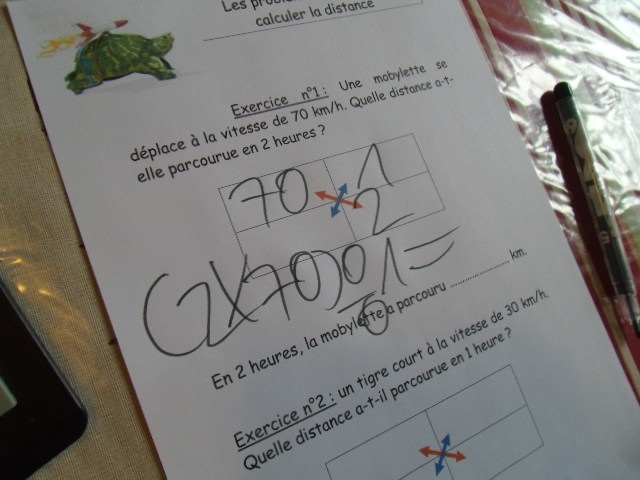 Les
calculer la distance
Exercice n°1 : Une mobylette se
déplace à la vitesse de 70 km/h. Quelle distance a-t-
elle parcourue en 2 heures ?
70 1
2
(2x70)
1=
En 2 heures, la mobylette a parcouru ................ km.
Exercice n°2 : un tigre court à la vitesse de 30 km/h.
Quelle distance a-t-il parcourue en 1 heure ?